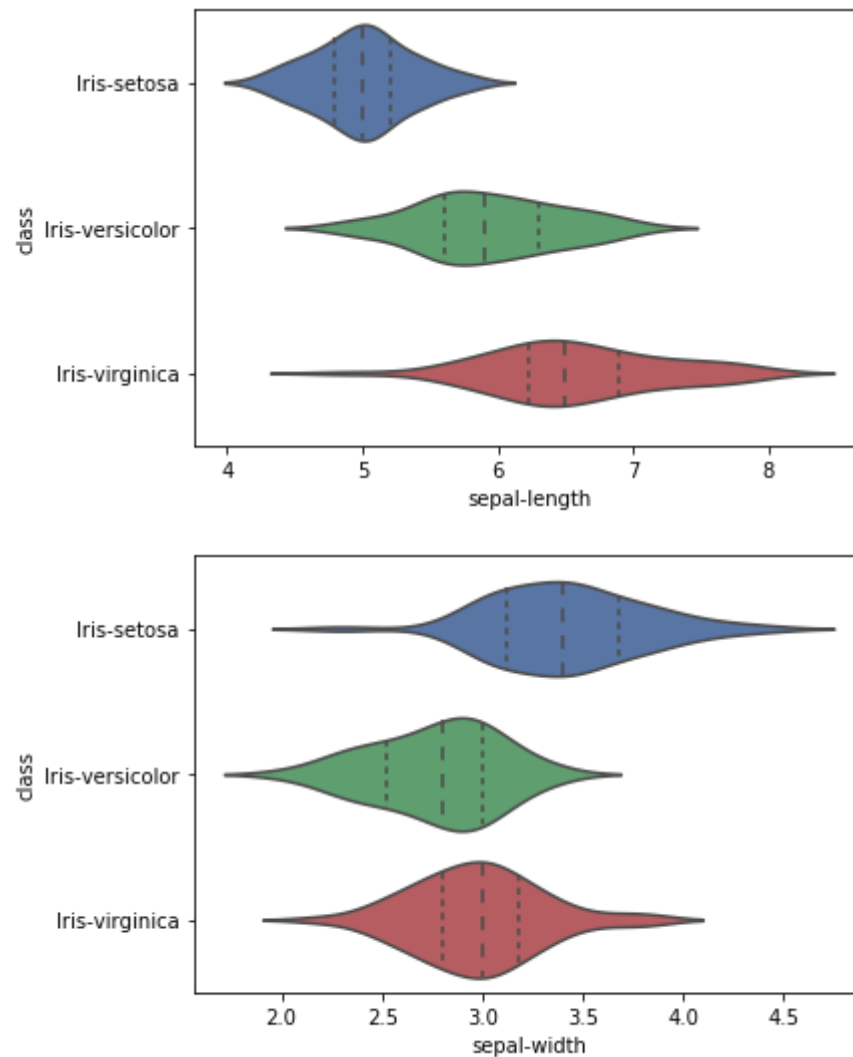 Iris-setosa
Iris-versicolor
Iris-virginica
class
4 5 6 7 8
sepal-length
Iris-setosa
Iris-versicolor
Iris-virginica
class
2.0 2.5 3.0 3.5 4.0 4.5
sepal-width